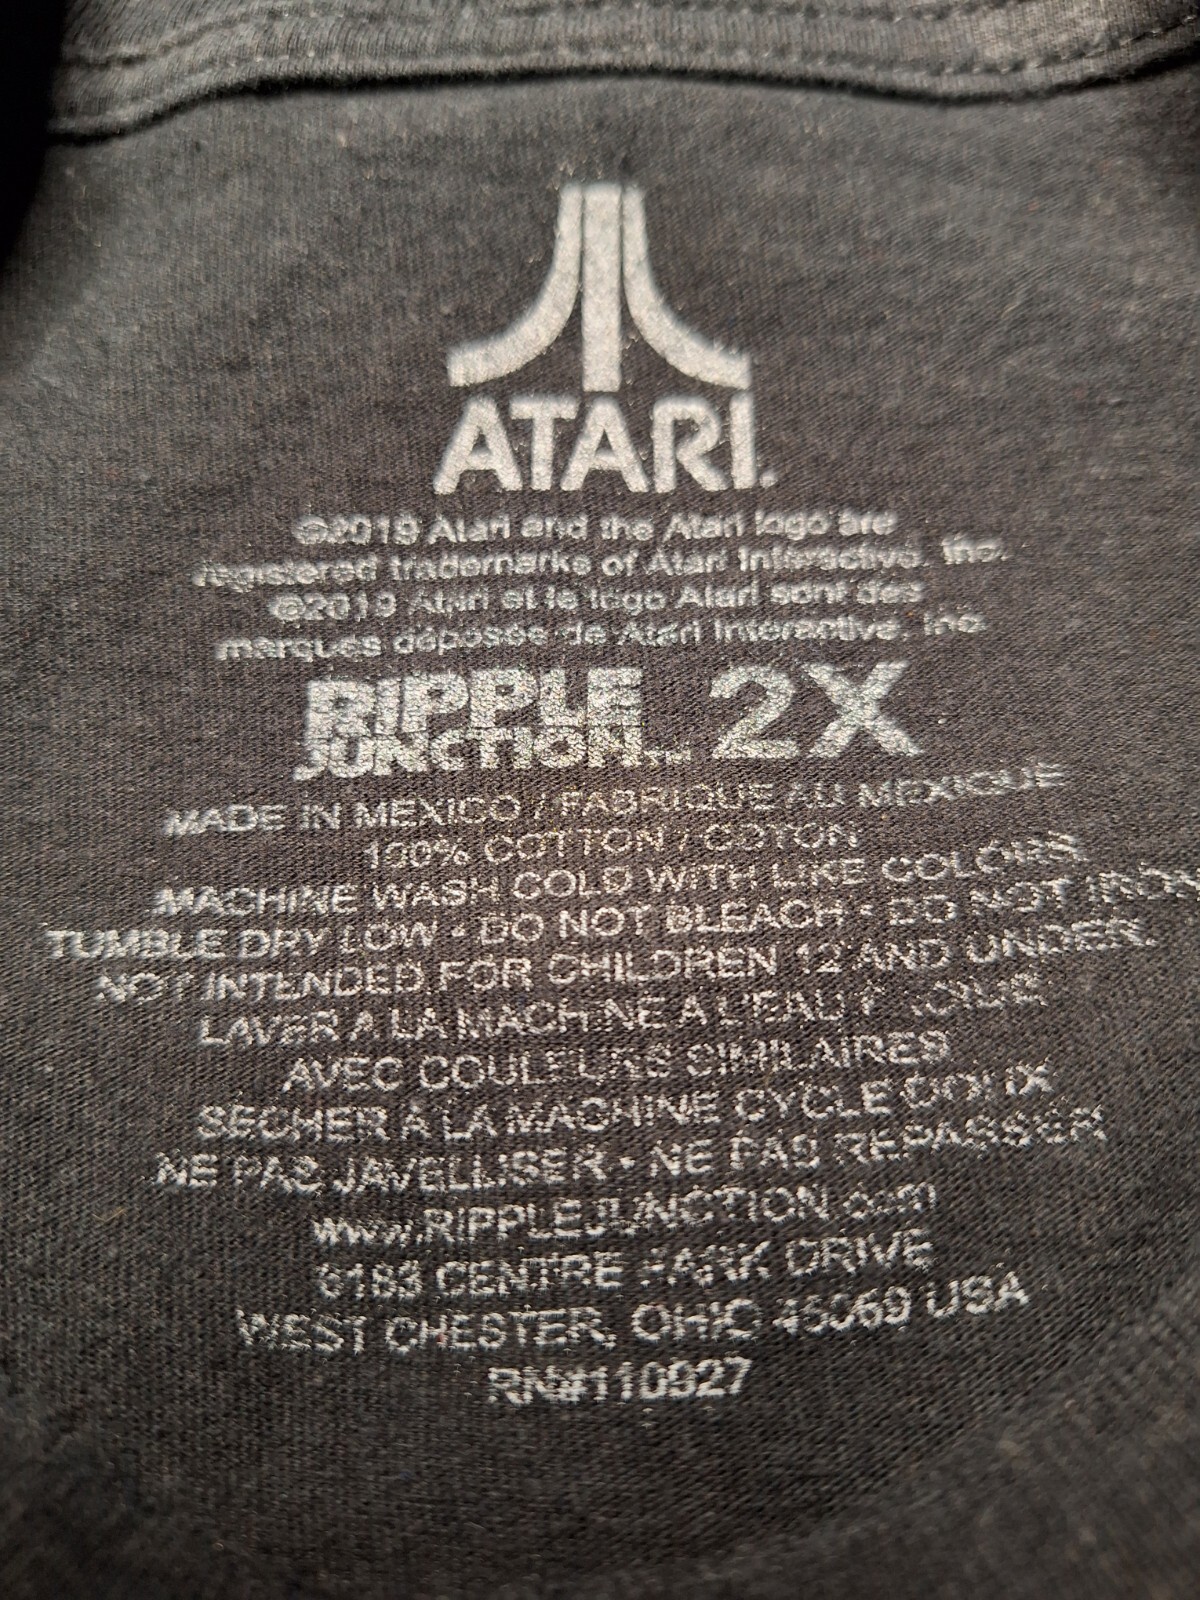 ATARI.
©2019 Atari and the Atari logo are
registered trademarks of Atari Interactive, Inc.
©2019 Atari et le logo Atari sont des
marques déposées de Atari Interactive, Inc.
RIPPLE JUNCTION™ 2X
MADE IN MEXICO / FABRIQUE AU MEXIQUE
100% COTTON / COTON
MACHINE WASH COLD WITH LIKE COLORS
TUMBLE DRY LOW • DO NOT BLEACH • DO NOT IRON
NOT INTENDED FOR CHILDREN 12 AND UNDER.
LAVER A LA MACHINE A L'EAU
AVEC COULEURS SIMILAIRES
SECHER A LA MACHINE CYCLE DOUX
NE PAS JAVELLISER • NE PAS REPASSER
www.RIPPLEJUNCTION.com
CENTRE PARK DRIVE
WEST CHESTER, OHIO 45069 USA
RN#110927